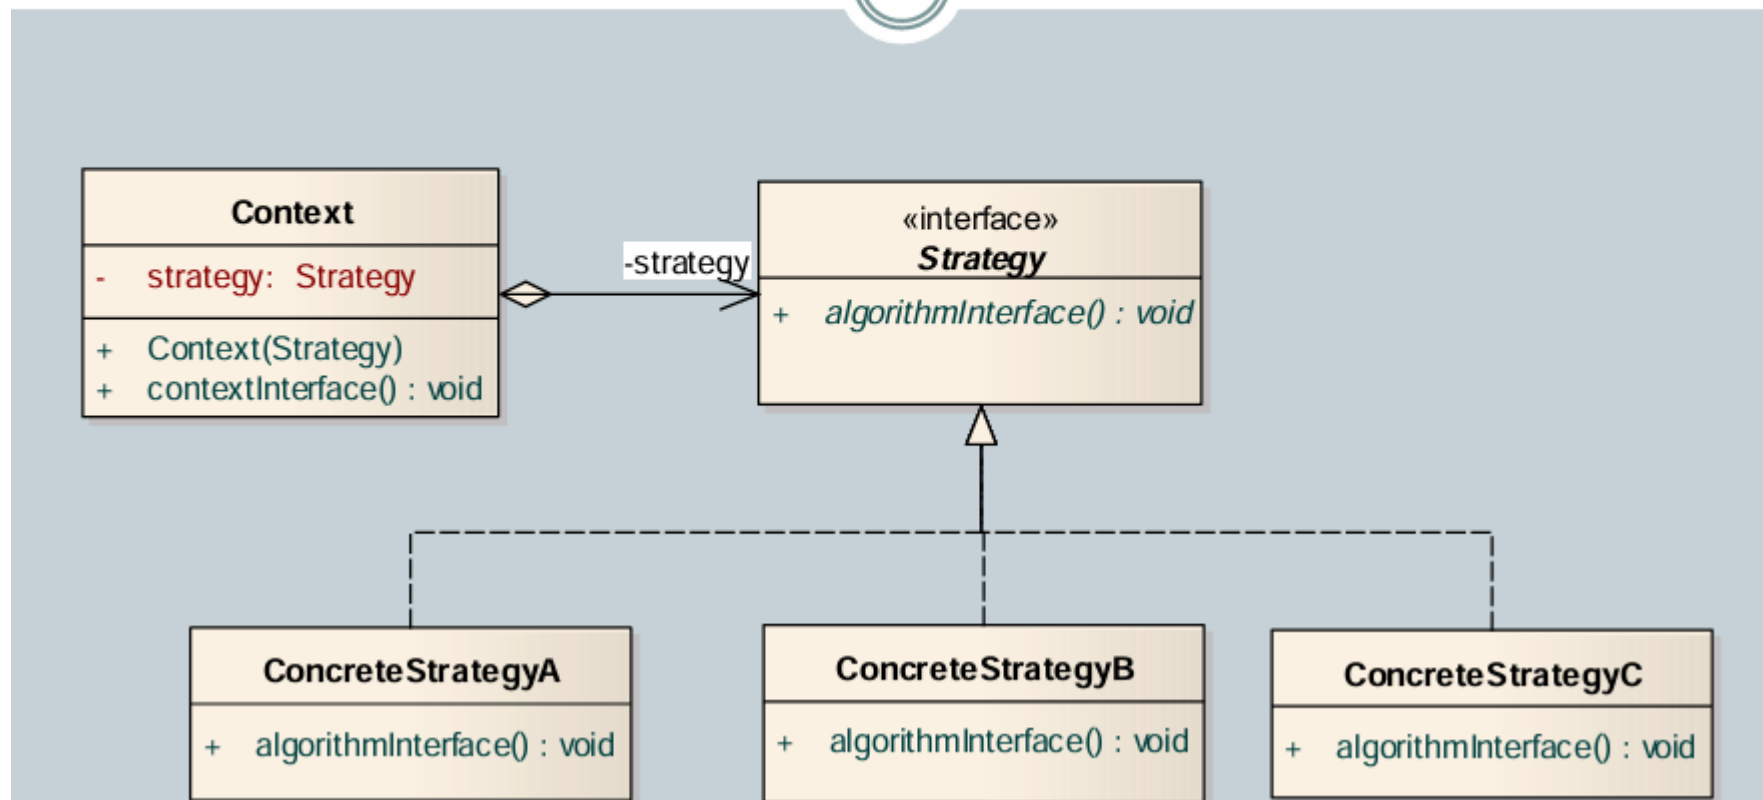 Context
- strategy: Strategy
+ Context(Strategy)
+ contextInterface() : void
-strategy
«interface»
Strategy
+ algorithmInterface() : void
ConcreteStrategyA
+ algorithmInterface() : void
ConcreteStrategyB
+ algorithmInterface() : void
ConcreteStrategyC
+ algorithmInterface() : void